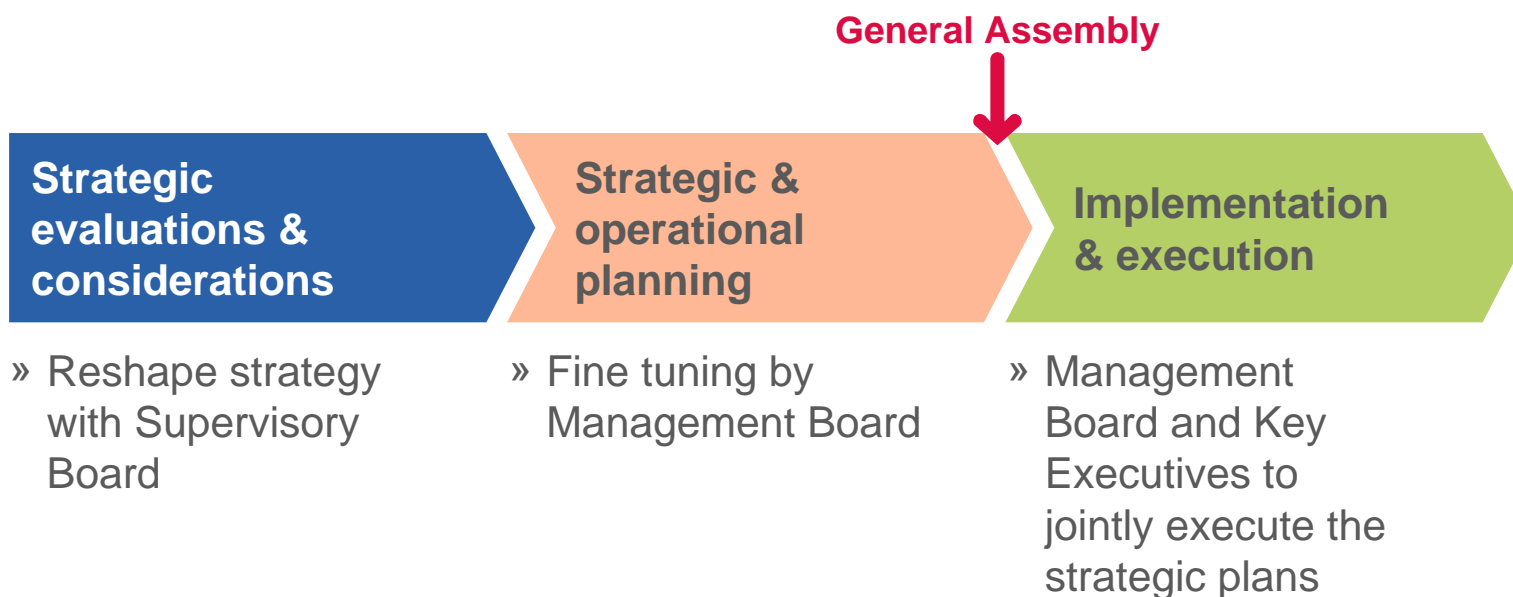 General Assembly
Strategic
evaluations &
considerations
Strategic &
operational
planning
Implementation
& execution
» Reshape strategy
with Supervisory
Board
» Fine tuning by
Management Board
» Management
Board and Key
Executives to
jointly execute the
strategic plans